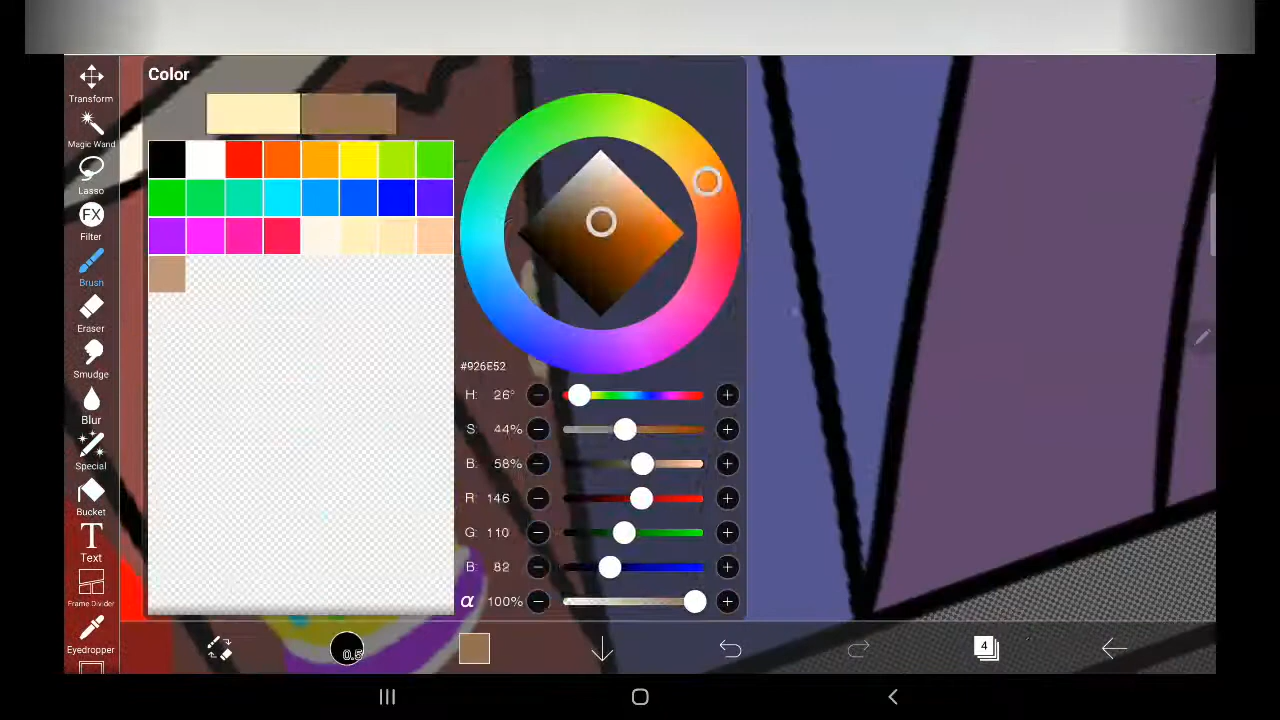 Color
Transform
Magic Wand
Lasso
FX
Filter
Brush
Eraser
Smudge
Blur
Special
Bucket
T
Text
Frame Divider
Eyedropper
#926E52
H: 26°
S: 44%
B: 58%
R: 146
G: 110
B: 82
α 100%
0.5
4